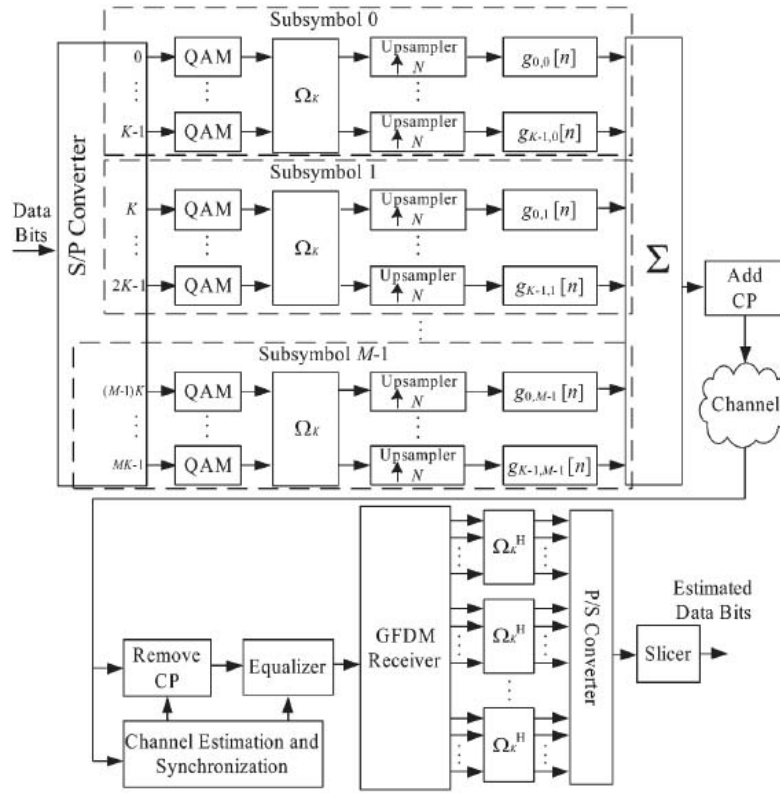 Subsymbol 0
Data
Bits
S/P Converter
0
QAM
Ω_K
Upsampler
N
g_{0,0}[n]
⋮
K-1
QAM
Upsampler
N
g_{K-1,0}[n]
Subsymbol 1
K
QAM
Ω_K
Upsampler
N
g_{0,1}[n]
2K-1
QAM
Upsampler
N
g_{K-1,1}[n]
Subsymbol M-1
(M-1)K
QAM
Ω_K
Upsampler
N
g_{0,M-1}[n]
MK-1
QAM
Upsampler
N
g_{K-1,M-1}[n]
Σ
Add
CP
Channel
Remove
CP
Equalizer
Channel Estimation and
Synchronization
GFDM
Receiver
Ω_K^H
Ω_K^H
Ω_K^H
P/S Converter
Slicer
Estimated
Data Bits